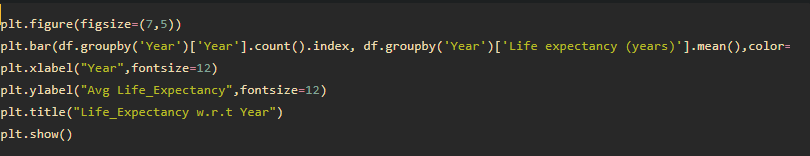 plt.figure(figsize=(7,5))
plt.bar(df.groupby('Year')['Year'].count().index, df.groupby('Year')['Life expectancy (years)'].mean(),color=
plt.xlabel("Year",fontsize=12)
plt.ylabel("Avg Life_Expectancy",fontsize=12)
plt.title("Life_Expectancy w.r.t Year")
plt.show()